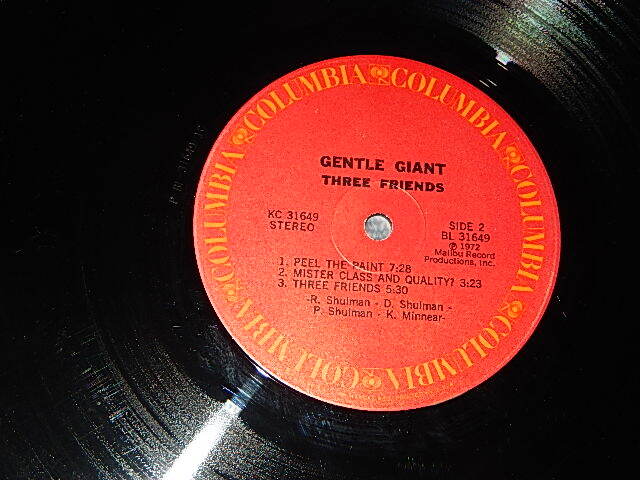 COLUMBIA COLUMBIA COLUMBIA COLUMBIA COLUMBIA COLUMBIA
GENTLE GIANT
THREE FRIENDS
KC 31649
STEREO
SIDE 2
BL 31649
℗ 1972
Malibu Record
Productions, Inc.
1. PEEL THE PAINT 7:28
2. MISTER CLASS AND QUALITY? 3:23
3. THREE FRIENDS 5:30
-R. Shulman - D. Shulman -
P. Shulman - K. Minnear-